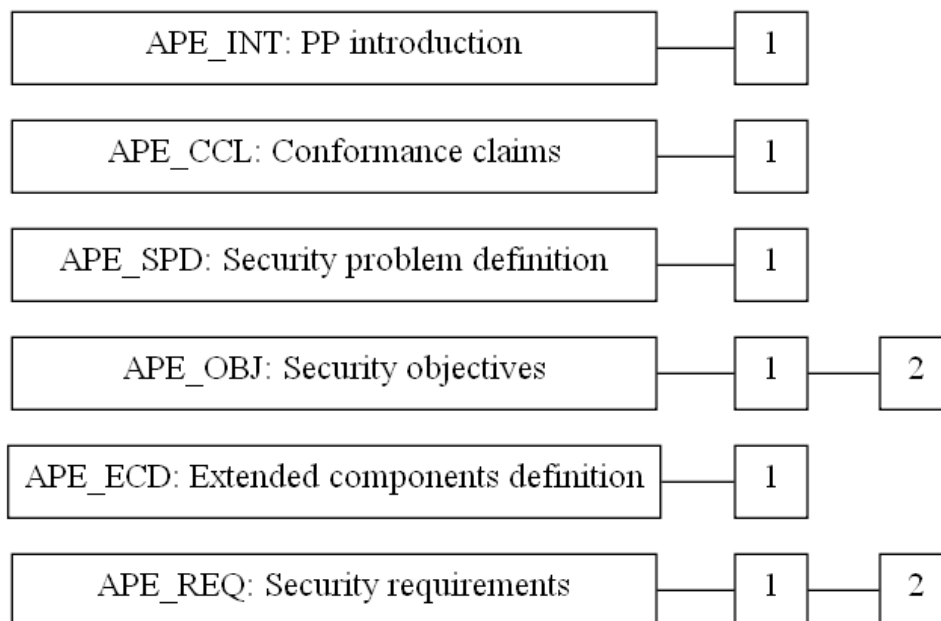 APE_INT: PP introduction 1
APE_CCL: Conformance claims 1
APE_SPD: Security problem definition 1
APE_OBJ: Security objectives 1 2
APE_ECD: Extended components definition 1
APE_REQ: Security requirements 1 2